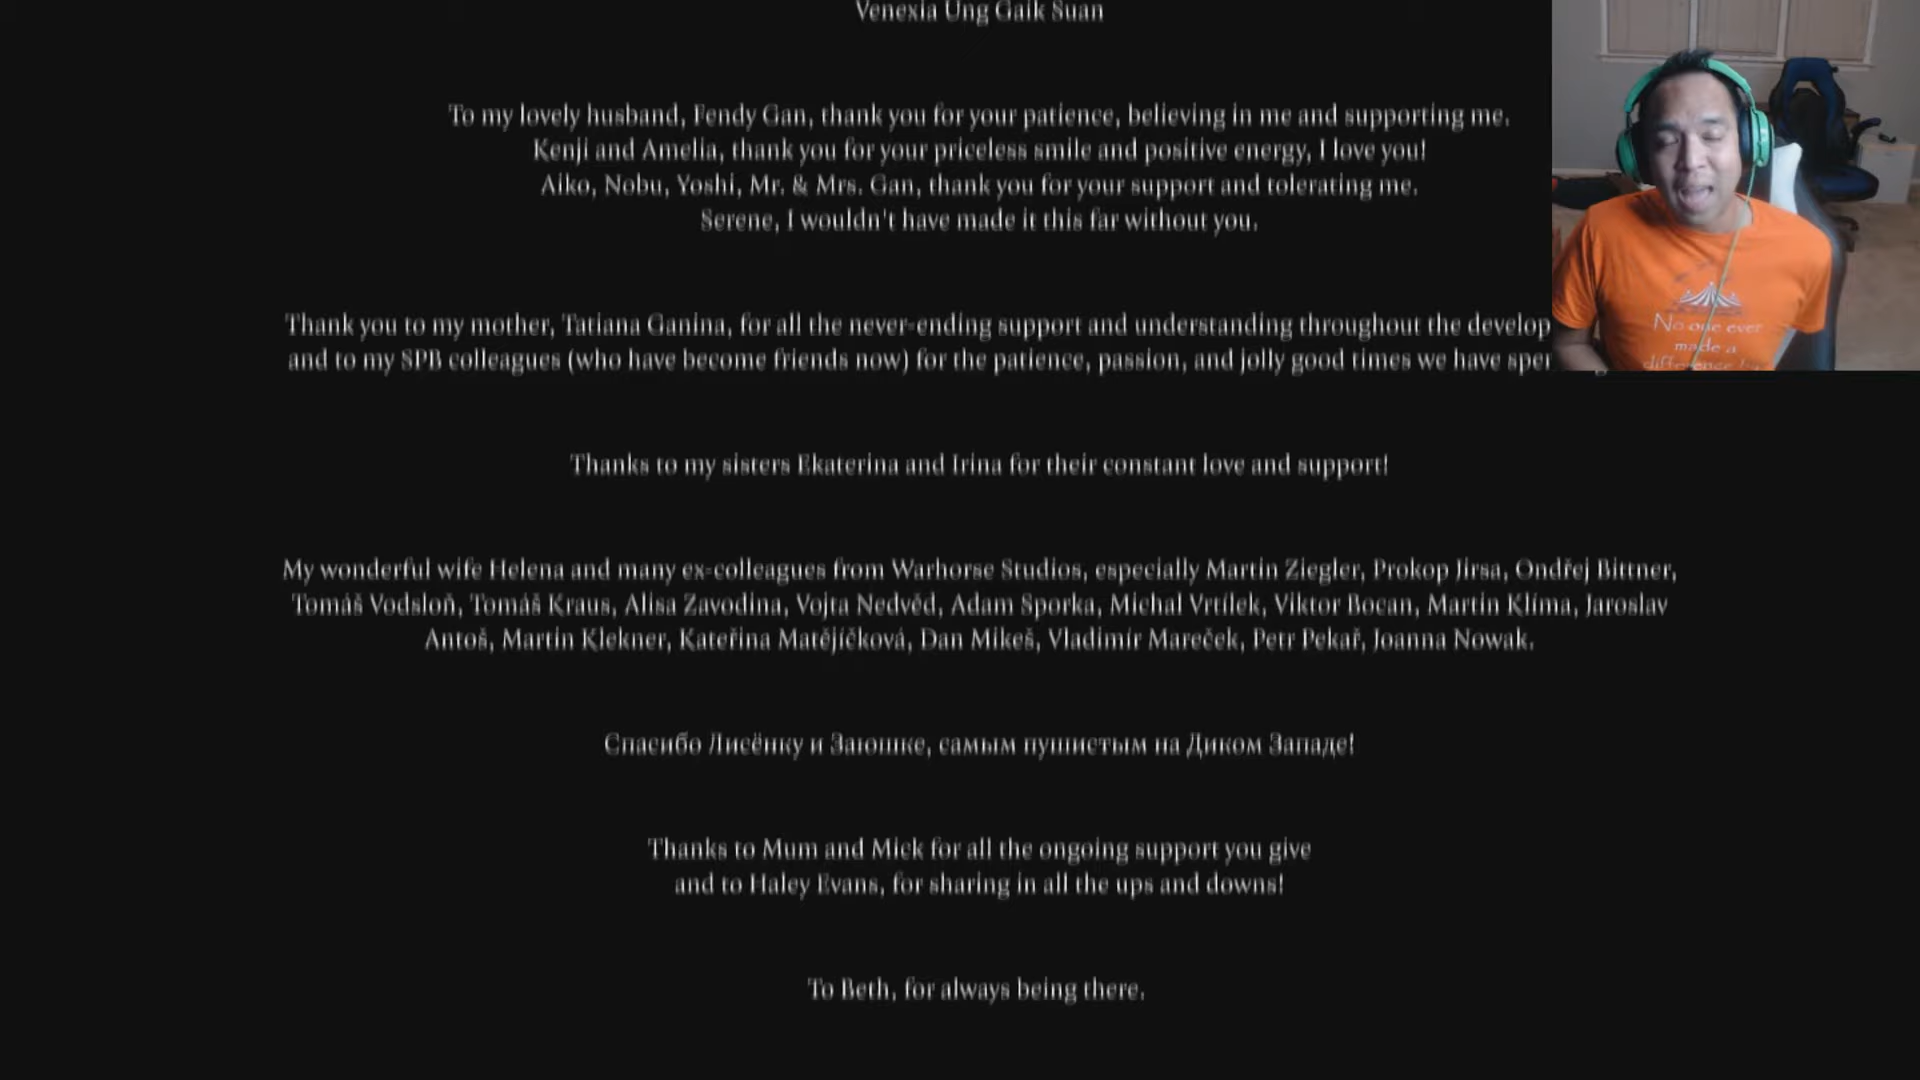 Venexia Ung Gaik Suan
To my lovely husband, Fendy Gan, thank you for your patience, believing in me and supporting me.
Kenji and Amelia, thank you for your priceless smile and positive energy, I love you!
Aiko, Nobu, Yoshi, Mr. & Mrs. Gan, thank you for your support and tolerating me.
Serene, I wouldn't have made it this far without you.
Thank you to my mother, Tatiana Ganina, for all the never-ending support and understanding throughout the develop
and to my SPB colleagues (who have become friends now) for the patience, passion, and jolly good times we have spen
Thanks to my sisters Ekaterina and Irina for their constant love and support!
My wonderful wife Helena and many ex-colleagues from Warhorse Studios, especially Martin Ziegler, Prokop Jirsa, Ondřej Bittner,
Tomáš Vodsloň, Tomáš Kraus, Alisa Zavodina, Vojta Nedvěd, Adam Sporka, Michal Vrtílek, Viktor Bocan, Martin Klíma, Jaroslav
Antoš, Martin Klekner, Kateřina Matějíčková, Dan Mikeš, Vladimír Mareček, Petr Pekař, Joanna Nowak.
Спасибо Лисёнку и Заюшке, самым пушистым на Диком Западе!
Thanks to Mum and Mick for all the ongoing support you give
and to Haley Evans, for sharing in all the ups and downs!
To Beth, for always being there.
No one ever
made a
difference by